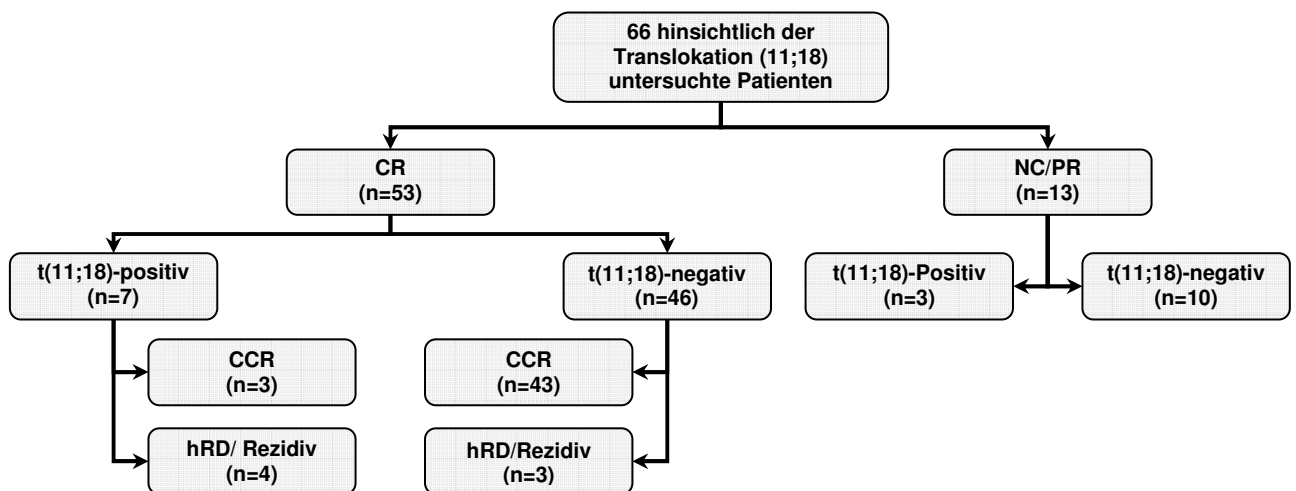 66 hinsichtlich der
Translokation (11;18)
untersuchte Patienten
CR
(n=53)
NC/PR
(n=13)
t(11;18)-positiv
(n=7)
t(11;18)-negativ
(n=46)
t(11;18)-Positiv
(n=3)
t(11;18)-negativ
(n=10)
CCR
(n=3)
CCR
(n=43)
hRD/ Rezidiv
(n=4)
hRD/Rezidiv
(n=3)